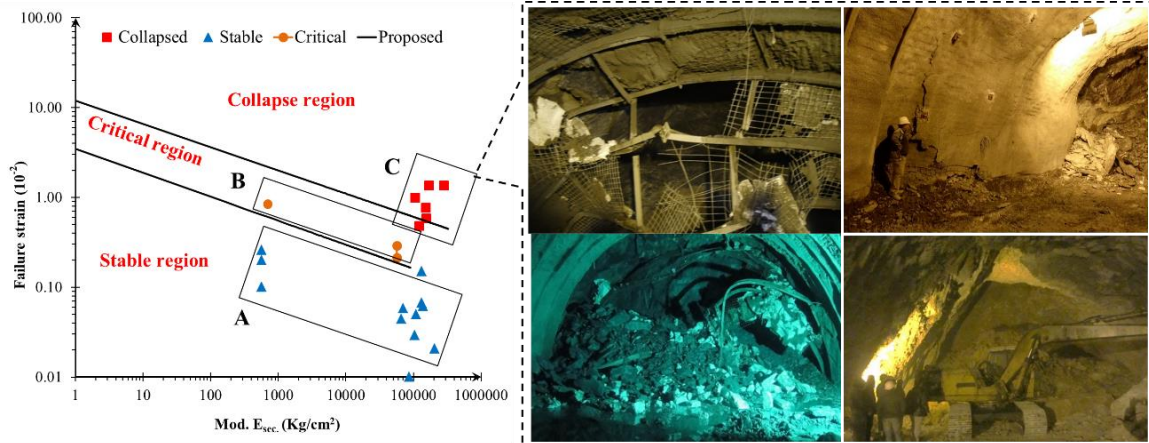 Collapsed Stable Critical Proposed
100.00
10.00
1.00
0.10
0.01
Failure strain (10⁻²)
Collapse region
Critical region
Stable region
A
B
C
1 10 100 1000 10000 100000 1000000
Mod. Esec. (Kg/cm²)